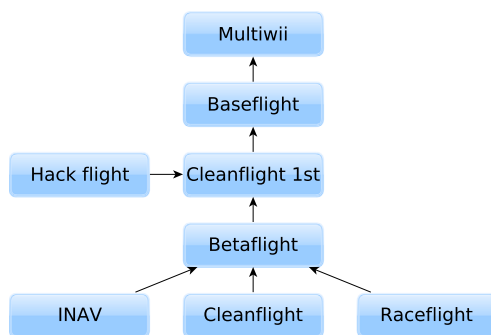 Multiwii
Baseflight
Hack flight
Cleanflight 1st
Betaflight
INAV
Cleanflight
Raceflight